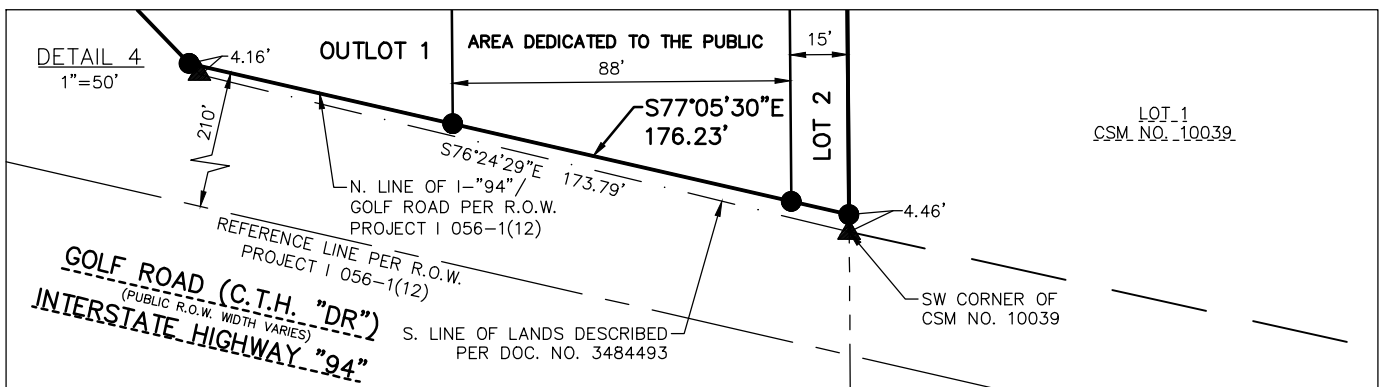 DETAIL 4
1"=50'
4.16'
OUTLOT 1
AREA DEDICATED TO THE PUBLIC
88'
15'
LOT 2
S77°05'30"E
176.23'
LOT 1
CSM NO. 10039
210'
S76°24'29"E 173.79'
N. LINE OF I-"94"/
GOLF ROAD PER R.O.W.
PROJECT I 056-1(12)
4.46'
REFERENCE LINE PER R.O.W.
PROJECT I 056-1(12)
GOLF ROAD (C.T.H. "DR")
(PUBLIC R.O.W. WIDTH VARIES)
INTERSTATE HIGHWAY "94"
S. LINE OF LANDS DESCRIBED
PER DOC. NO. 3484493
SW CORNER OF
CSM NO. 10039